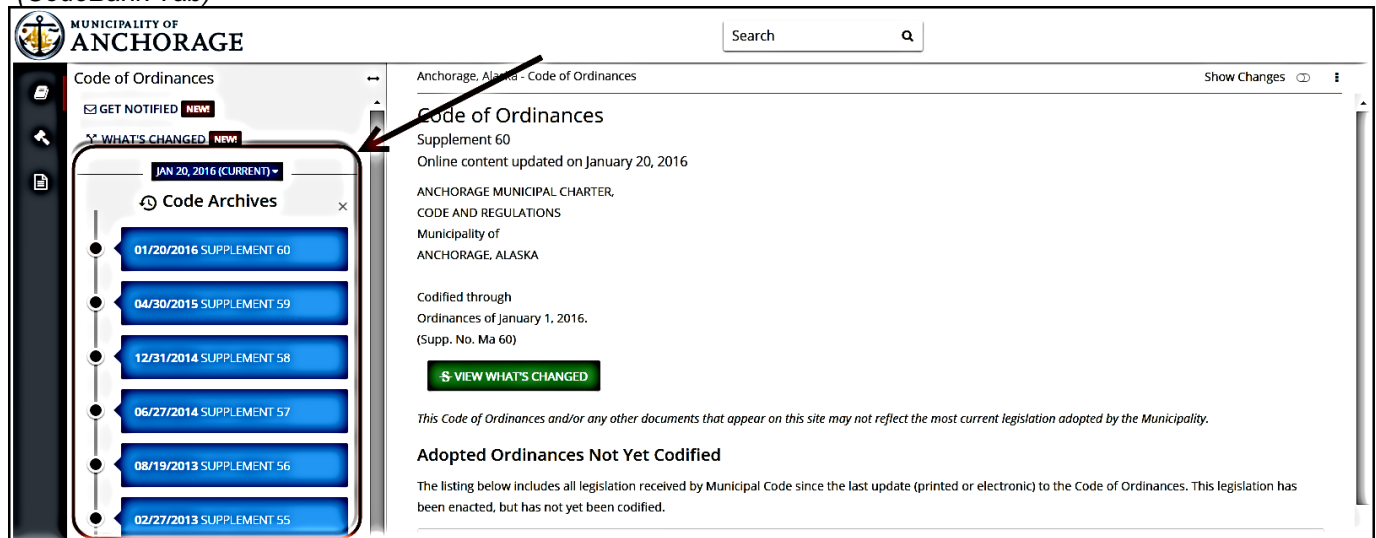 (CodeBank Tab)
MUNICIPALITY OF
ANCHORAGE
Search
Code of Ordinances
GET NOTIFIED NEW!
WHAT'S CHANGED NEW!
JAN 20, 2016 (CURRENT)
Code Archives
01/20/2016 SUPPLEMENT 60
04/30/2015 SUPPLEMENT 59
12/31/2014 SUPPLEMENT 58
06/27/2014 SUPPLEMENT 57
08/19/2013 SUPPLEMENT 56
02/27/2013 SUPPLEMENT 55
Anchorage, Alaska - Code of Ordinances
Show Changes
Code of Ordinances
Supplement 60
Online content updated on January 20, 2016
ANCHORAGE MUNICIPAL CHARTER,
CODE AND REGULATIONS
Municipality of
ANCHORAGE, ALASKA
Codified through
Ordinances of January 1, 2016.
(Supp. No. Ma 60)
VIEW WHAT'S CHANGED
This Code of Ordinances and/or any other documents that appear on this site may not reflect the most current legislation adopted by the Municipality.
Adopted Ordinances Not Yet Codified
The listing below includes all legislation received by Municipal Code since the last update (printed or electronic) to the Code of Ordinances. This legislation has
been enacted, but has not yet been codified.